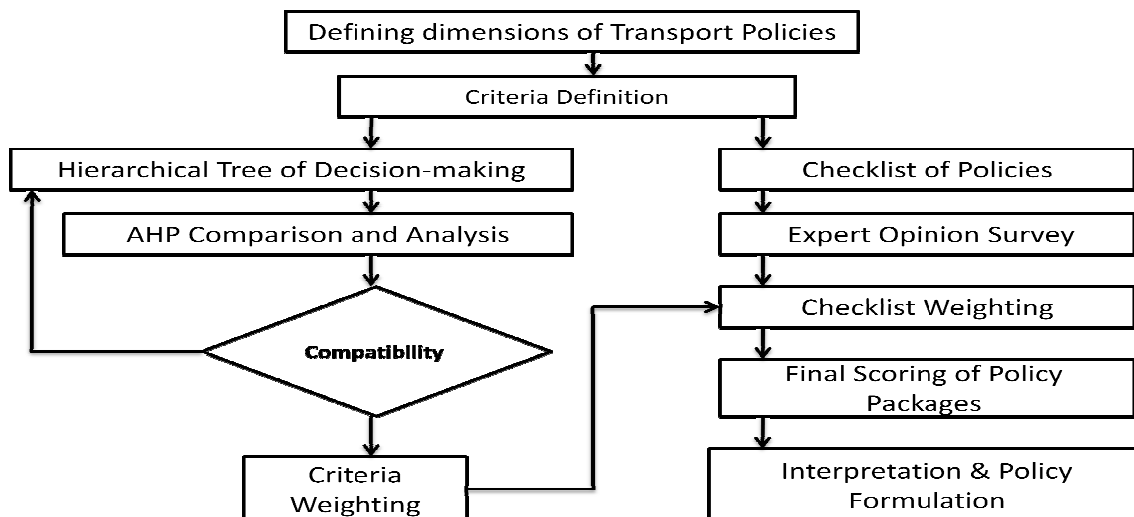 Defining dimensions of Transport Policies
Criteria Definition
Hierarchical Tree of Decision-making
Checklist of Policies
AHP Comparison and Analysis
Expert Opinion Survey
Checklist Weighting
Compatibility
Final Scoring of Policy
Packages
Criteria
Weighting
Interpretation & Policy
Formulation